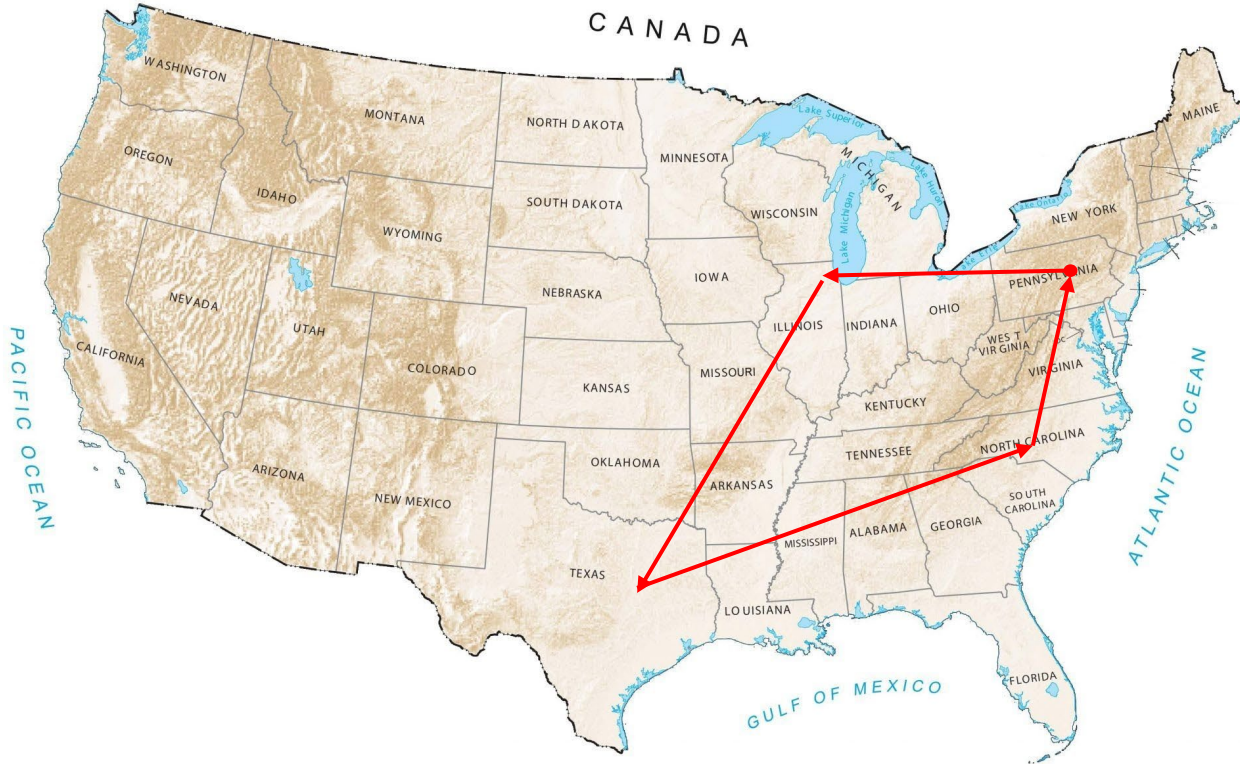 CANADA
WASHINGTON
MONTANA
NORTH DAKOTA
MINNESOTA
Lake Superior
MICHIGAN
Lake Huron
MAINE
OREGON
IDAHO
SOUTH DAKOTA
WISCONSIN
Lake Michigan
Lake Ontario
NEW YORK
WYOMING
IOWA
Lake Erie
PENNSYLVANIA
NEVADA
NEBRASKA
UTAH
ILLINOIS
INDIANA
OHIO
WEST
VIRGINIA
PACIFIC OCEAN
CALIFORNIA
COLORADO
KANSAS
MISSOURI
VIRGINIA
KENTUCKY
NORTH CAROLINA
ATLANTIC OCEAN
ARIZONA
NEW MEXICO
OKLAHOMA
ARKANSAS
TENNESSEE
SOUTH
CAROLINA
TEXAS
MISSISSIPPI
ALABAMA
GEORGIA
LOUISIANA
FLORIDA
GULF OF MEXICO